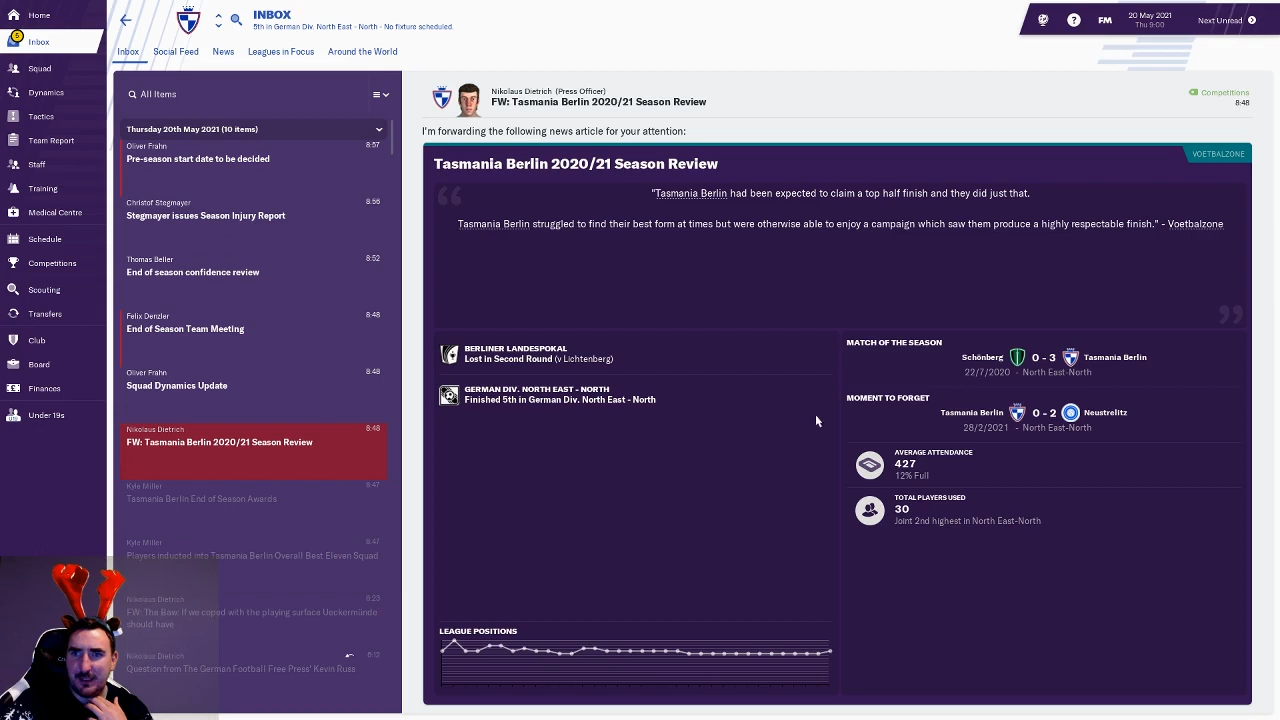 Home
INBOX
5th in German Div. North East - North - No fixture scheduled.
20 May 2021
Thu 9:00
FM
Next Unread
5
Inbox
Squad
Dynamics
Tactics
Team Report
Staff
Training
Medical Centre
Schedule
Competitions
Scouting
Transfers
Club
Board
Finances
Under 19s
Inbox
Social Feed
News
Leagues in Focus
Around the World
All Items
Thursday 20th May 2021 (10 items)
Oliver Frahn 8:57
Pre-season start date to be decided
Christof Stegmayer 8:56
Stegmayer issues Season Injury Report
Thomas Beller 8:52
End of season confidence review
Felix Denzler 8:48
End of Season Team Meeting
Oliver Frahn 8:48
Squad Dynamics Update
Nikolaus Dietrich 8:48
FW: Tasmania Berlin 2020/21 Season Review
Kyle Miller 8:47
Tasmania Berlin End of Season Awards
Kyle Miller 8:47
Players inducted into Tasmania Berlin Overall Best Eleven Squad
Nikolaus Dietrich 8:23
FW: The Baw: If we coped with the playing surface Ueckermünde
should have
Nikolaus Dietrich 6:12
Question from The German Football Free Press' Kevin Russ
Nikolaus Dietrich (Press Officer)
FW: Tasmania Berlin 2020/21 Season Review
Competitions
8:48
I'm forwarding the following news article for your attention:
Tasmania Berlin 2020/21 Season Review
VOETBALZONE
"Tasmania Berlin had been expected to claim a top half finish and they did just that.
Tasmania Berlin struggled to find their best form at times but were otherwise able to enjoy a campaign which saw them produce a highly respectable finish." - Voetbalzone
BERLINER LANDESPOKAL
Lost in Second Round (v Lichtenberg)
GERMAN DIV. NORTH EAST - NORTH
Finished 5th in German Div. North East - North
LEAGUE POSITIONS
MATCH OF THE SEASON
Schönberg 0 - 3 Tasmania Berlin
22/7/2020 - North East-North
MOMENT TO FORGET
Tasmania Berlin 0 - 2 Neustrelitz
28/2/2021 - North East-North
AVERAGE ATTENDANCE
427
12% Full
TOTAL PLAYERS USED
30
Joint 2nd highest in North East-North